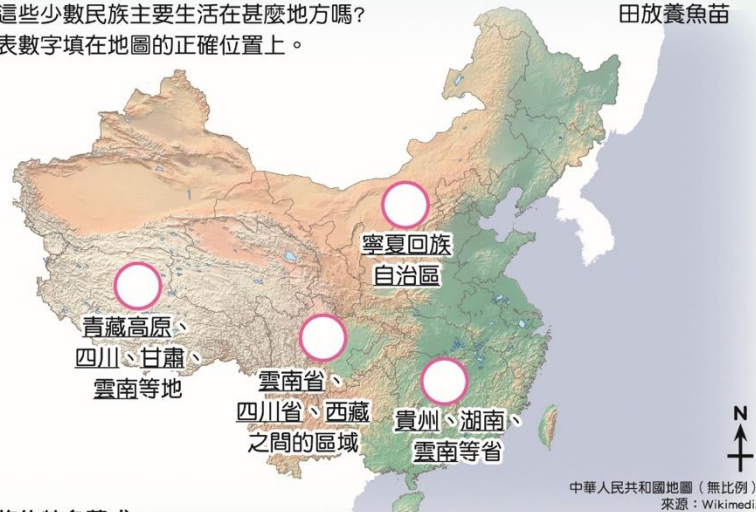 這些少數民族主要生活在甚麼地方嗎?
表數字填在地圖的正確位置上。
田放養魚苗
寧夏回族
自治區
青藏高原、
四川、甘肅、
雲南等地
雲南省、
四川省、西藏
之間的區域
貴州、湖南、
雲南等省
N
中華人民共和國地圖（無比例）
來源：Wikimedi